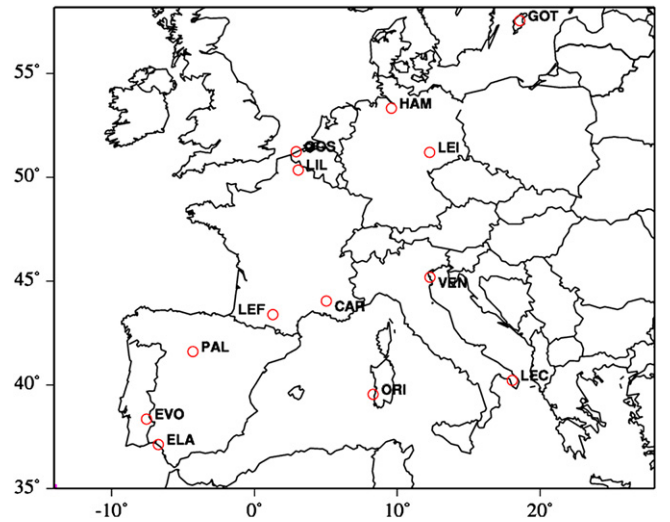 GOT
55°
HAM
OOS
LEI
LIL
50°
VEN
45°
CAR
LEF
PAL
LEC
ORI
40°
EVO
ELA
35°
-10°
0°
10°
20°